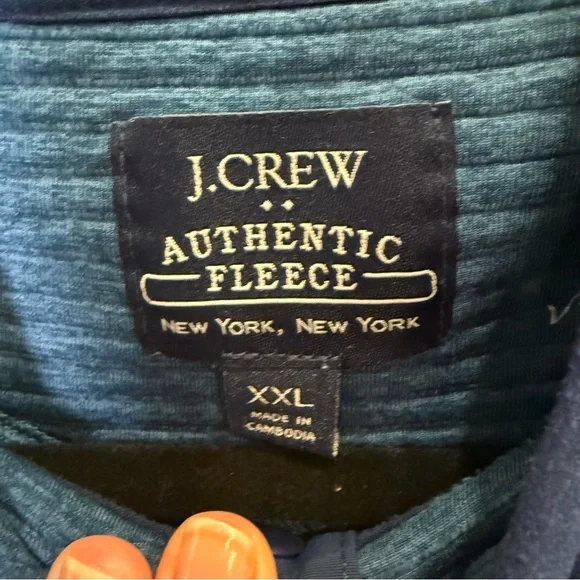 J.CREW
AUTHENTIC
FLEECE
NEW YORK, NEW YORK
XXL
MADE IN
CAMBODIA